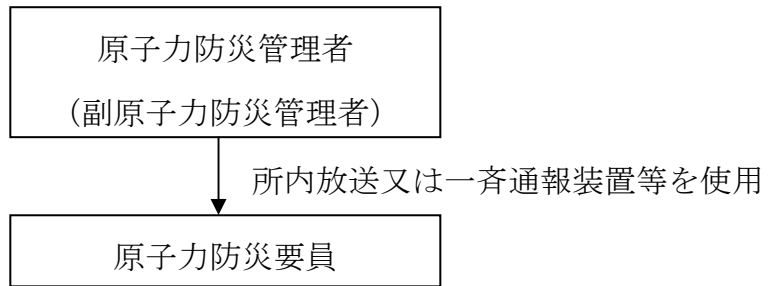 原子力防災管理者
（副原子力防災管理者）
所内放送又は一斉通報装置等を使用
原子力防災要員